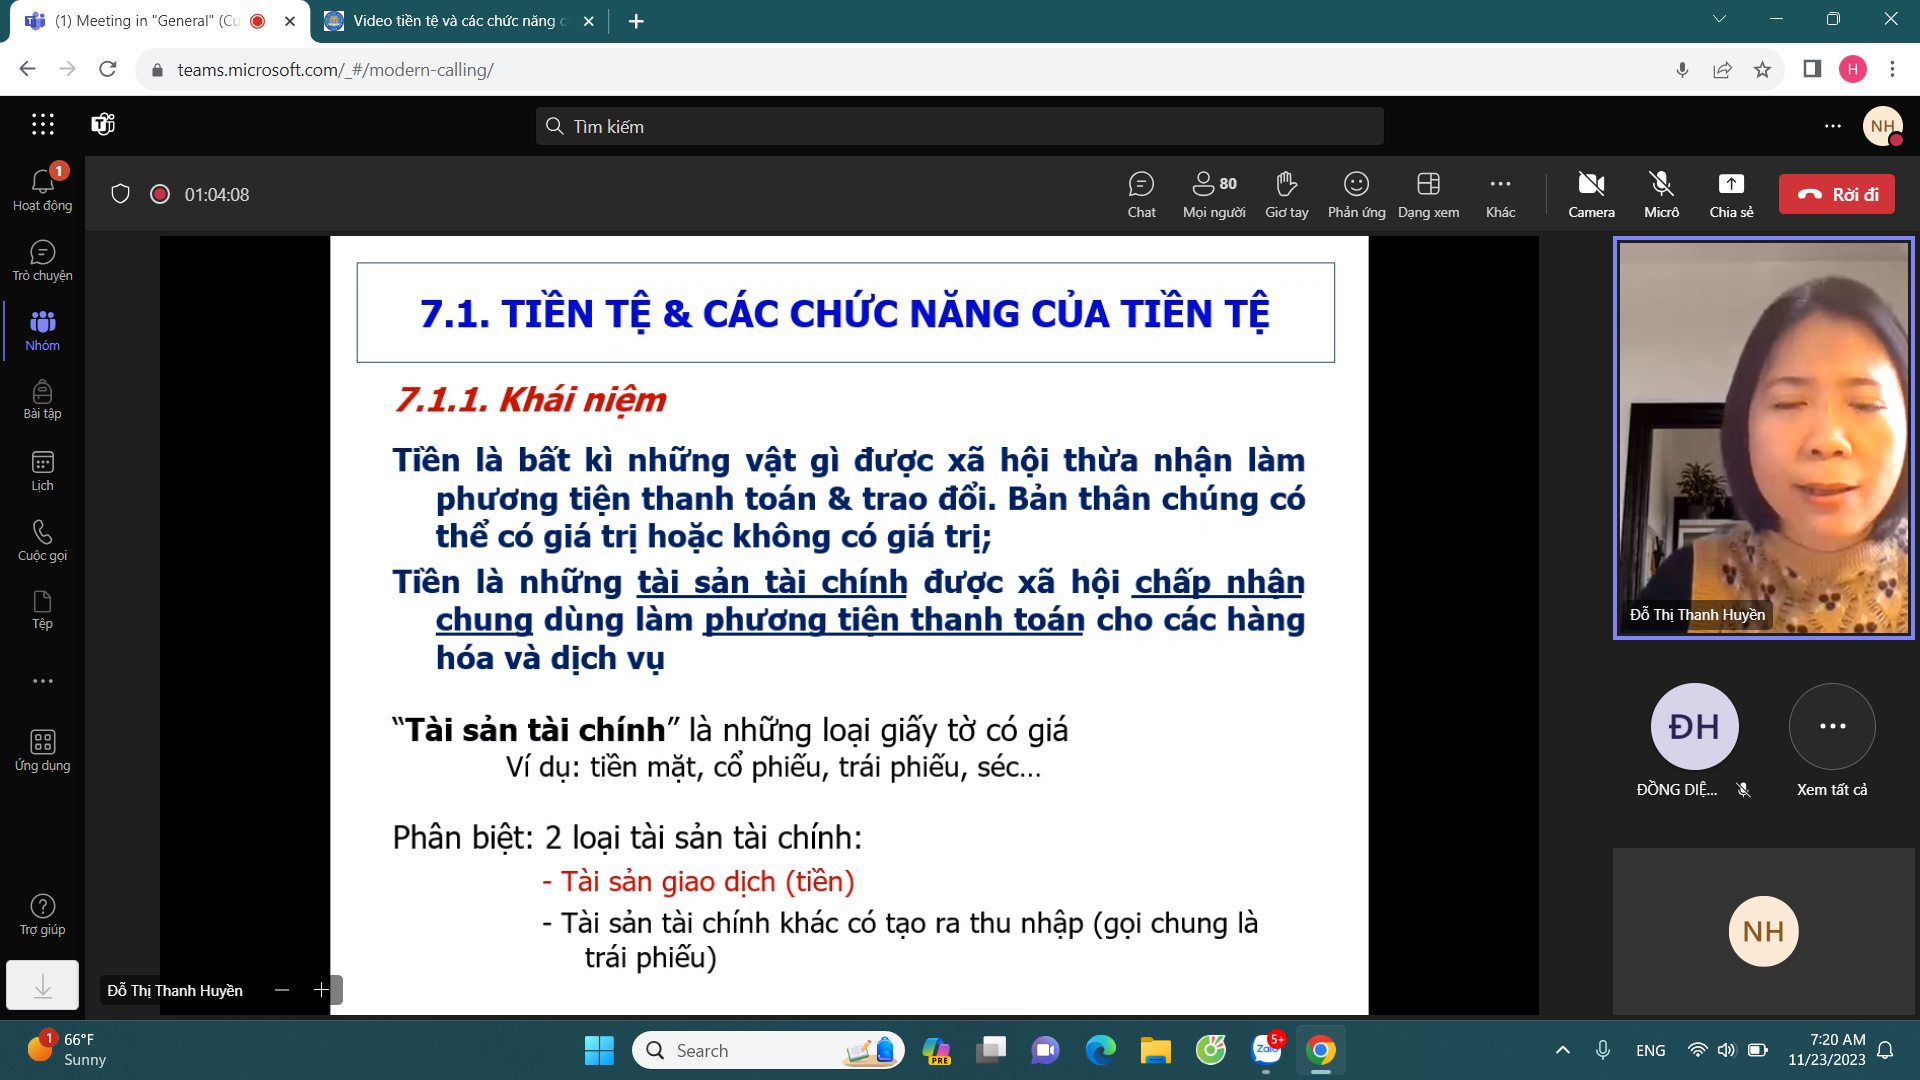 (1) Meeting in "General" (Cu
Video tiền tệ và các chức năng c
teams.microsoft.com/_#/modern-calling/
H
Tìm kiếm
NH
1
Hoạt động
01:04:08
Chat
80
Mọi người
Giơ tay
Phản ứng
Dạng xem
Khác
Camera
Micrô
Chia sẻ
Rời đi
Trò chuyện
Nhóm
Bài tập
Lịch
Cuộc gọi
Tệp
Ứng dụng
Trợ giúp
7.1. TIỀN TỆ & CÁC CHỨC NĂNG CỦA TIỀN TỆ
7.1.1. Khái niệm
Tiền là bất kì những vật gì được xã hội thừa nhận làm
phương tiện thanh toán & trao đổi. Bản thân chúng có
thể có giá trị hoặc không có giá trị;
Tiền là những tài sản tài chính được xã hội chấp nhận
chung dùng làm phương tiện thanh toán cho các hàng
hóa và dịch vụ
“Tài sản tài chính” là những loại giấy tờ có giá
Ví dụ: tiền mặt, cổ phiếu, trái phiếu, séc...
Phân biệt: 2 loại tài sản tài chính:
- Tài sản giao dịch (tiền)
- Tài sản tài chính khác có tạo ra thu nhập (gọi chung là
trái phiếu)
Đỗ Thị Thanh Huyền
Đỗ Thị Thanh Huyền
ĐH
ĐỒNG DIỆ...
Xem tất cả
NH
1
66°F
Sunny
Search
PRE
Zalo
5+
ENG
7:20 AM
11/23/2023